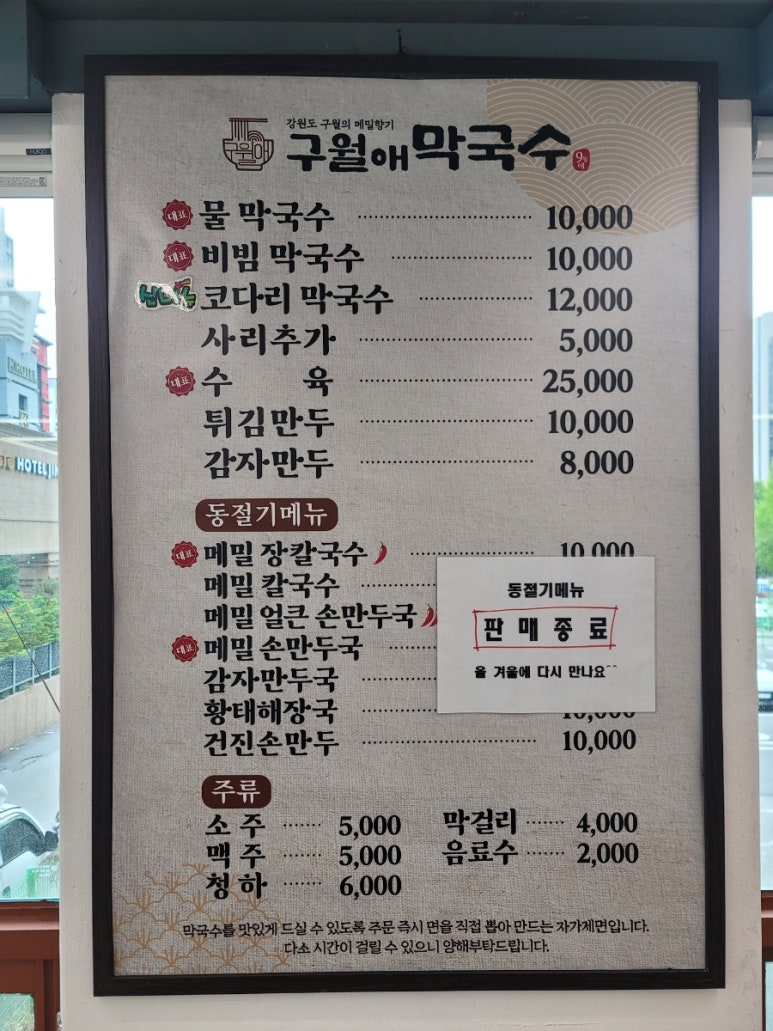 강원도 구월의 메밀향기
구월애 막국수
대표 물 막국수 10,000
대표 비빔 막국수 10,000
코다리 막국수 12,000
사리추가 5,000
대표 수 육 25,000
튀김만두 10,000
감자만두 8,000
동절기메뉴
대표 메밀 장칼국수 10,000
메밀 칼국수
메밀 얼큰 손만두국
대표 메밀 손만두국
감자만두국
황태해장국 10,000
건진손만두 10,000
동절기메뉴
판매종료
올 겨울에 다시 만나요^^
주류
소주 5,000 막걸리 4,000
맥주 5,000 음료수 2,000
청하 6,000
막국수를 맛있게 드실 수 있도록 주문 즉시 면을 직접 뽑아 만드는 자가제면입니다.
다소 시간이 걸릴 수 있으니 양해부탁드립니다.